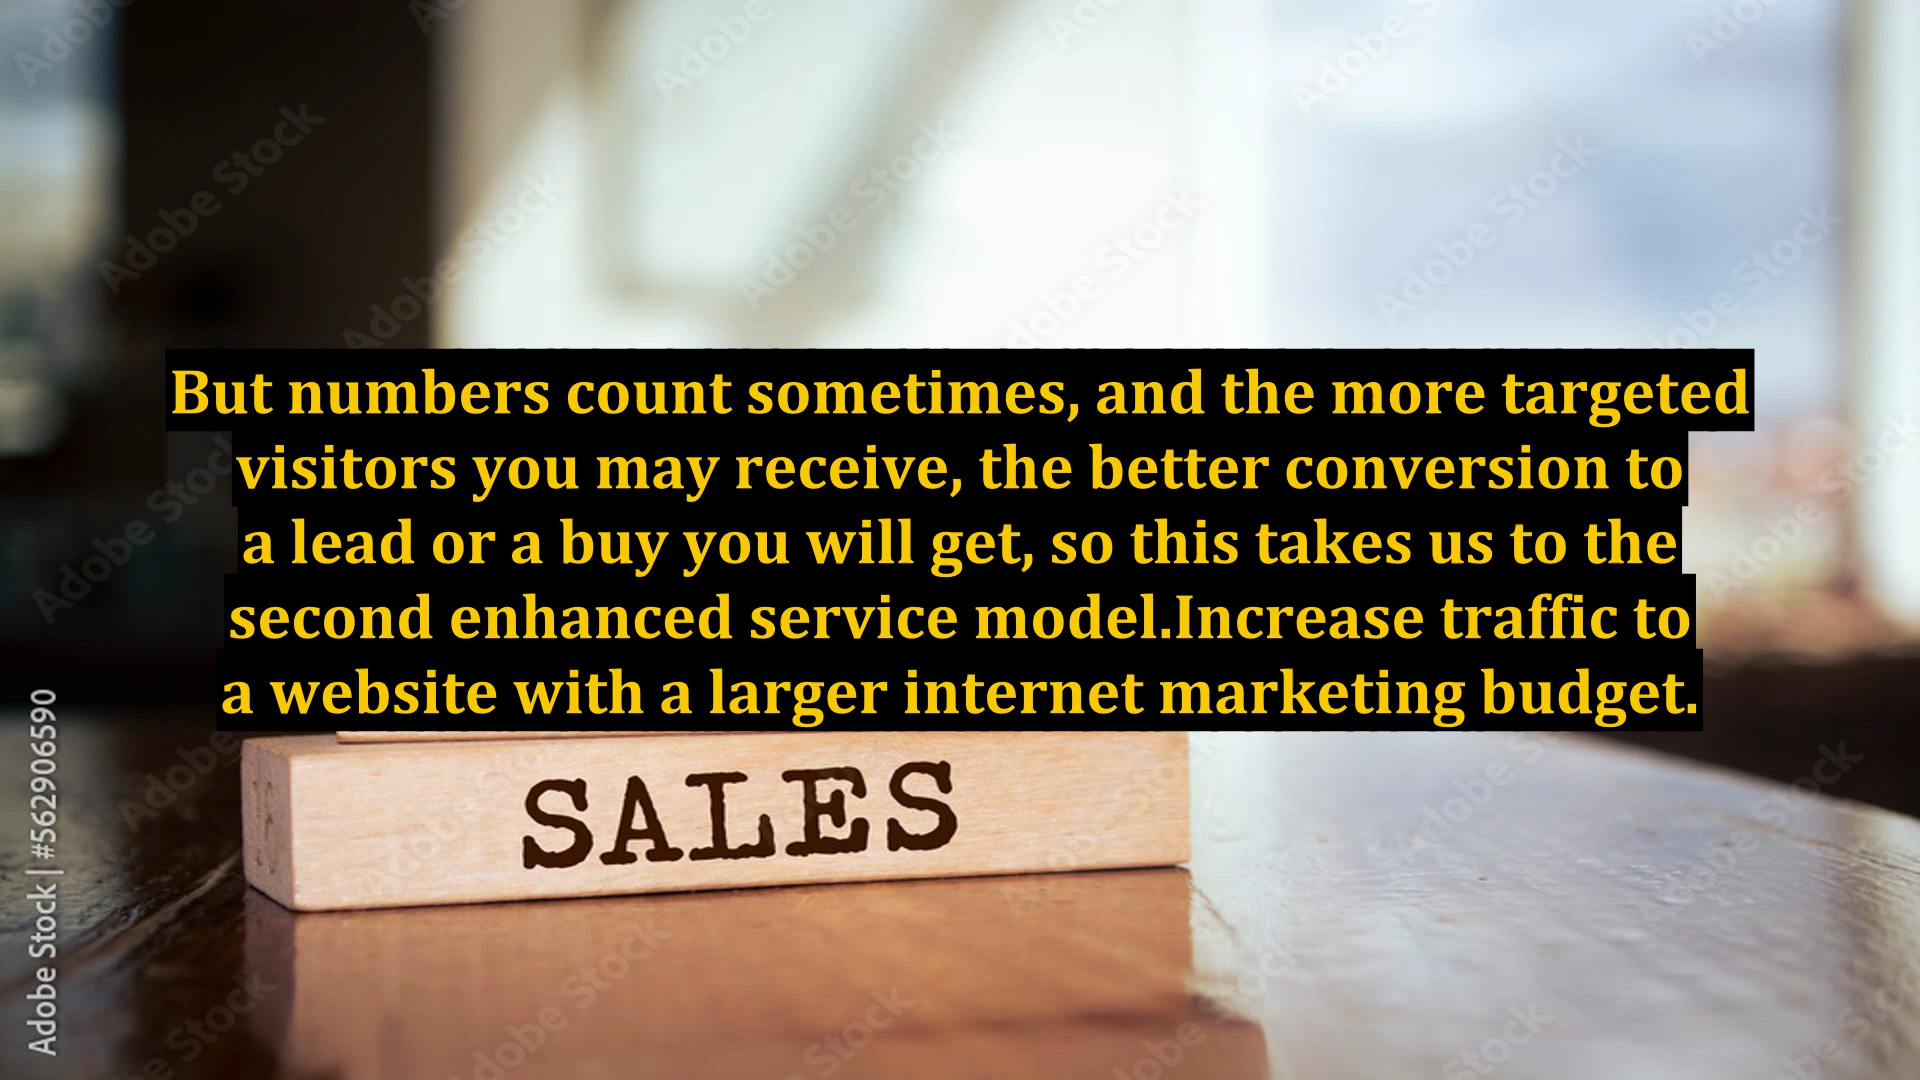 But numbers count sometimes, and the more targeted
visitors you may receive, the better conversion to
a lead or a buy you will get, so this takes us to the
second enhanced service model.Increase traffic to
a website with a larger internet marketing budget.
SALES
Adobe Stock | #562906590
Adobe Stock